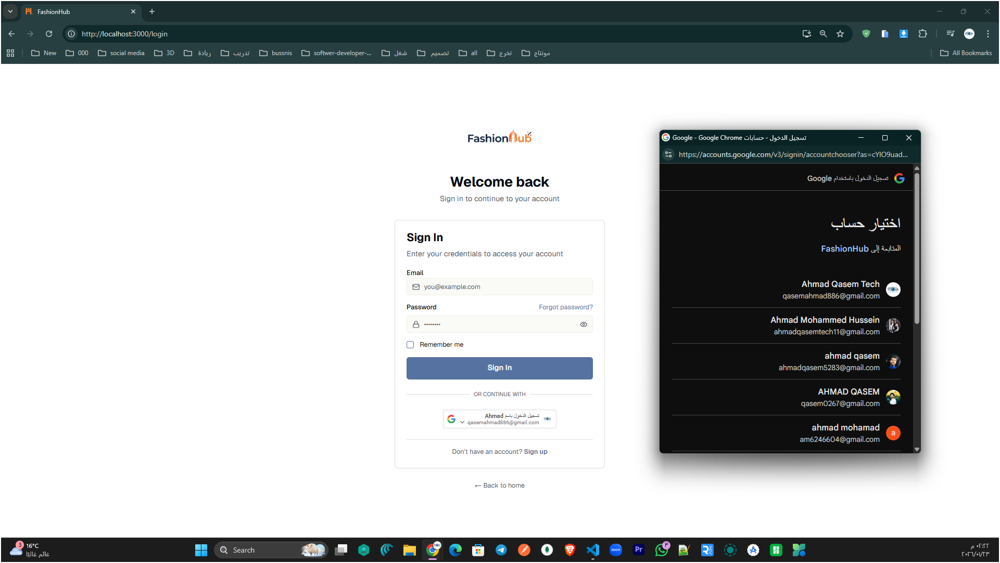 FashionHub
http://localhost:3000/login
New
000
social media
3D
ريادة
تدريب
bussnis
softwer-developer-...
شغل
تصميم
all
تخرج
مونتاج
All Bookmarks
FashionHub
Welcome back
Sign in to continue to your account
Sign In
Enter your credentials to access your account
Email
you@example.com
Password
Forgot password?
••••••••
Remember me
Sign In
OR CONTINUE WITH
تسجيل الدخول باسم Ahmad
qasemahmad886@gmail.com
Don't have an account? Sign up
← Back to home
تسجيل الدخول - حسابات Google - Google Chrome
https://accounts.google.com/v3/signin/accountchooser?as=cYIO9uad...
تسجيل الدخول باستخدام Google
اختيار حساب
المتابعة إلى FashionHub
Ahmad Qasem Tech
qasemahmad886@gmail.com
Ahmad Mohammed Hussein
ahmadqasemtech11@gmail.com
ahmad qasem
ahmadqasem5283@gmail.com
AHMAD QASEM
qasem0267@gmail.com
ahmad mohamad
a
am6246604@gmail.com
3
16°C
غائم غالبًا
Search
zoom
Pr
٣
٠٢:٢٢ م
٢٠٢٦/٠١/٢٣